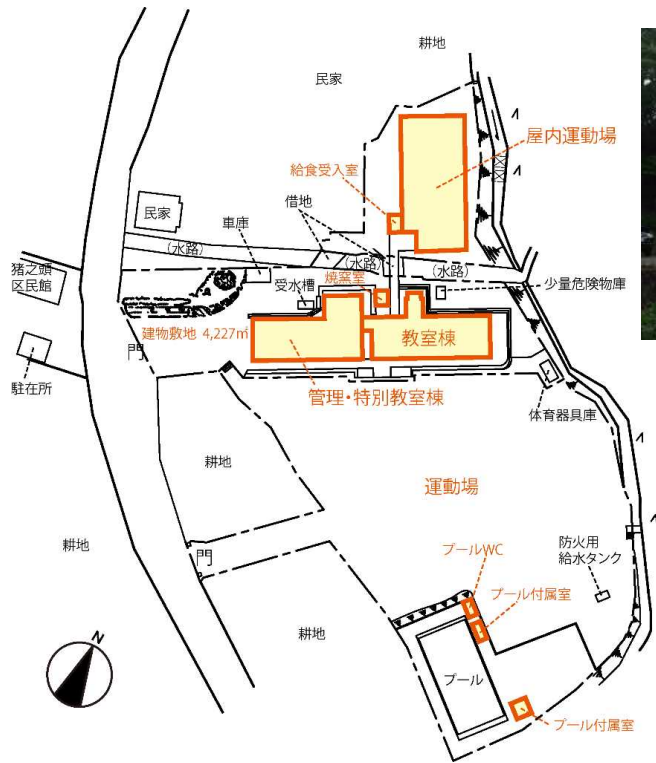 耕地
民家
屋内運動場
給食受入室
借地
民家
車庫
(水路)
(水路)
(水路)
猪之頭
区民館
受水槽
焼窯室
少量危険物庫
建物敷地 4,227㎡
教室棟
門
駐在所
管理・特別教室棟
体育器具庫
耕地
運動場
耕地
門
プールWC
防火用
給水タンク
プール付属室
耕地
N
プール
プール付属室